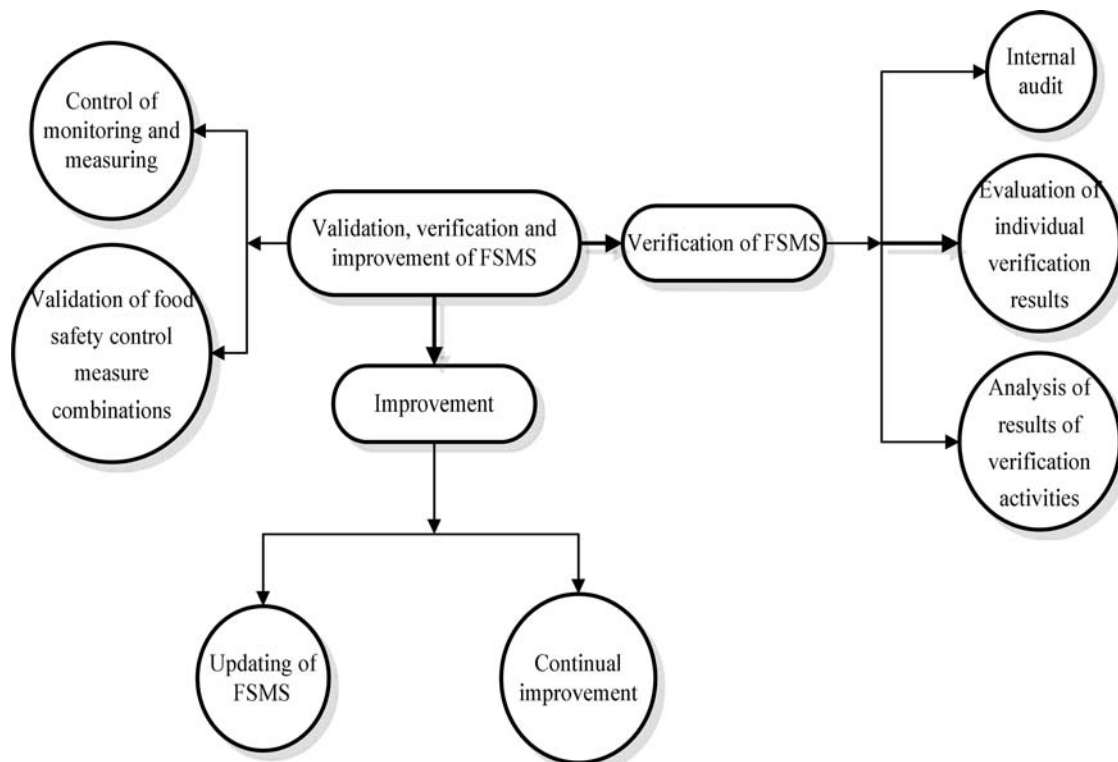 Control of
monitoring and
measuring
Validation of food
safety control
measure
combinations
Validation, verification and
improvement of FSMS
Improvement
Updating of
FSMS
Continual
improvement
Verification of FSMS
Internal
audit
Evaluation of
individual
verification
results
Analysis of
results of
verification
activities